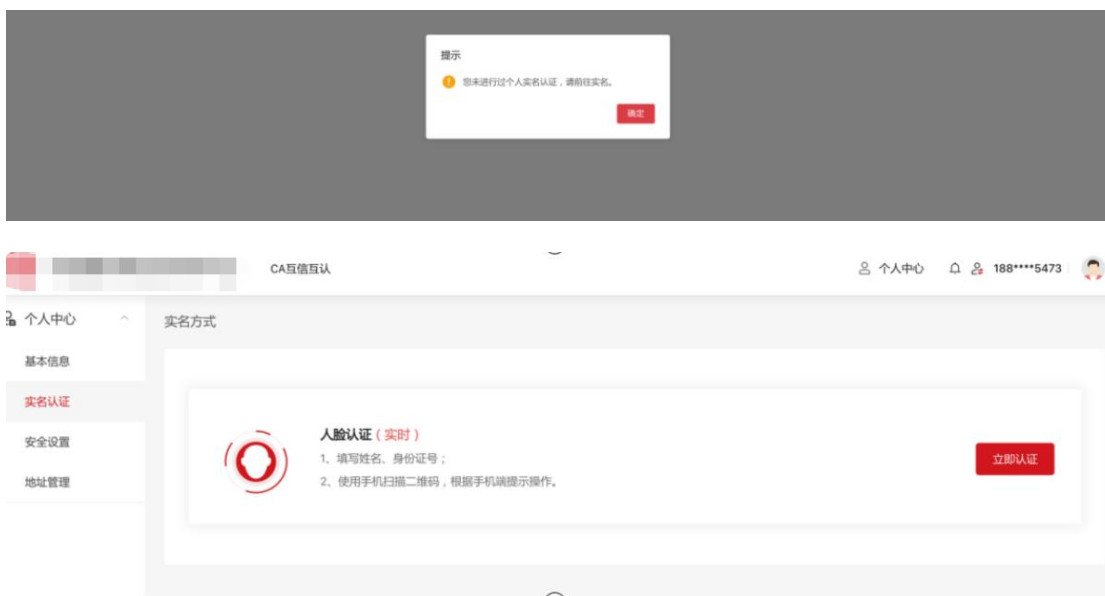 提示
您未进行过个人实名认证，请前往实名。
确定
CA互信互认
个人中心
188****5473
个人中心
实名方式
基本信息
实名认证
安全设置
地址管理
人脸认证（实时）
1、填写姓名、身份证号；
2、使用手机扫描二维码，根据手机端提示操作。
立即认证